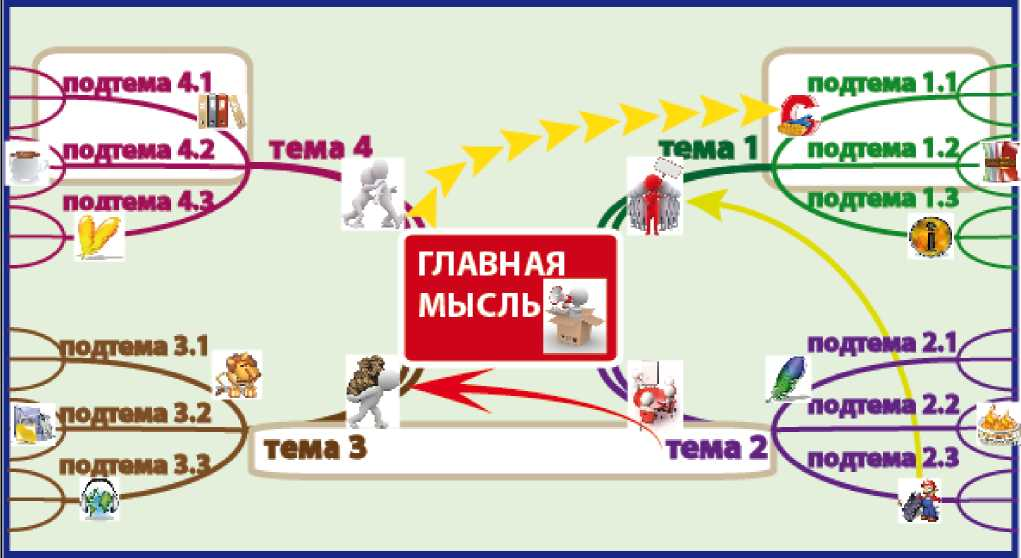 ГЛАВНАЯ
МЫСЛЬ
тема 1
подтема 1.1
подтема 1.2
подтема 1.3
тема 2
подтема 2.1
подтема 2.2
подтема 2.3
тема 3
подтема 3.1
подтема 3.2
подтема 3.3
тема 4
подтема 4.1
подтема 4.2
подтема 4.3